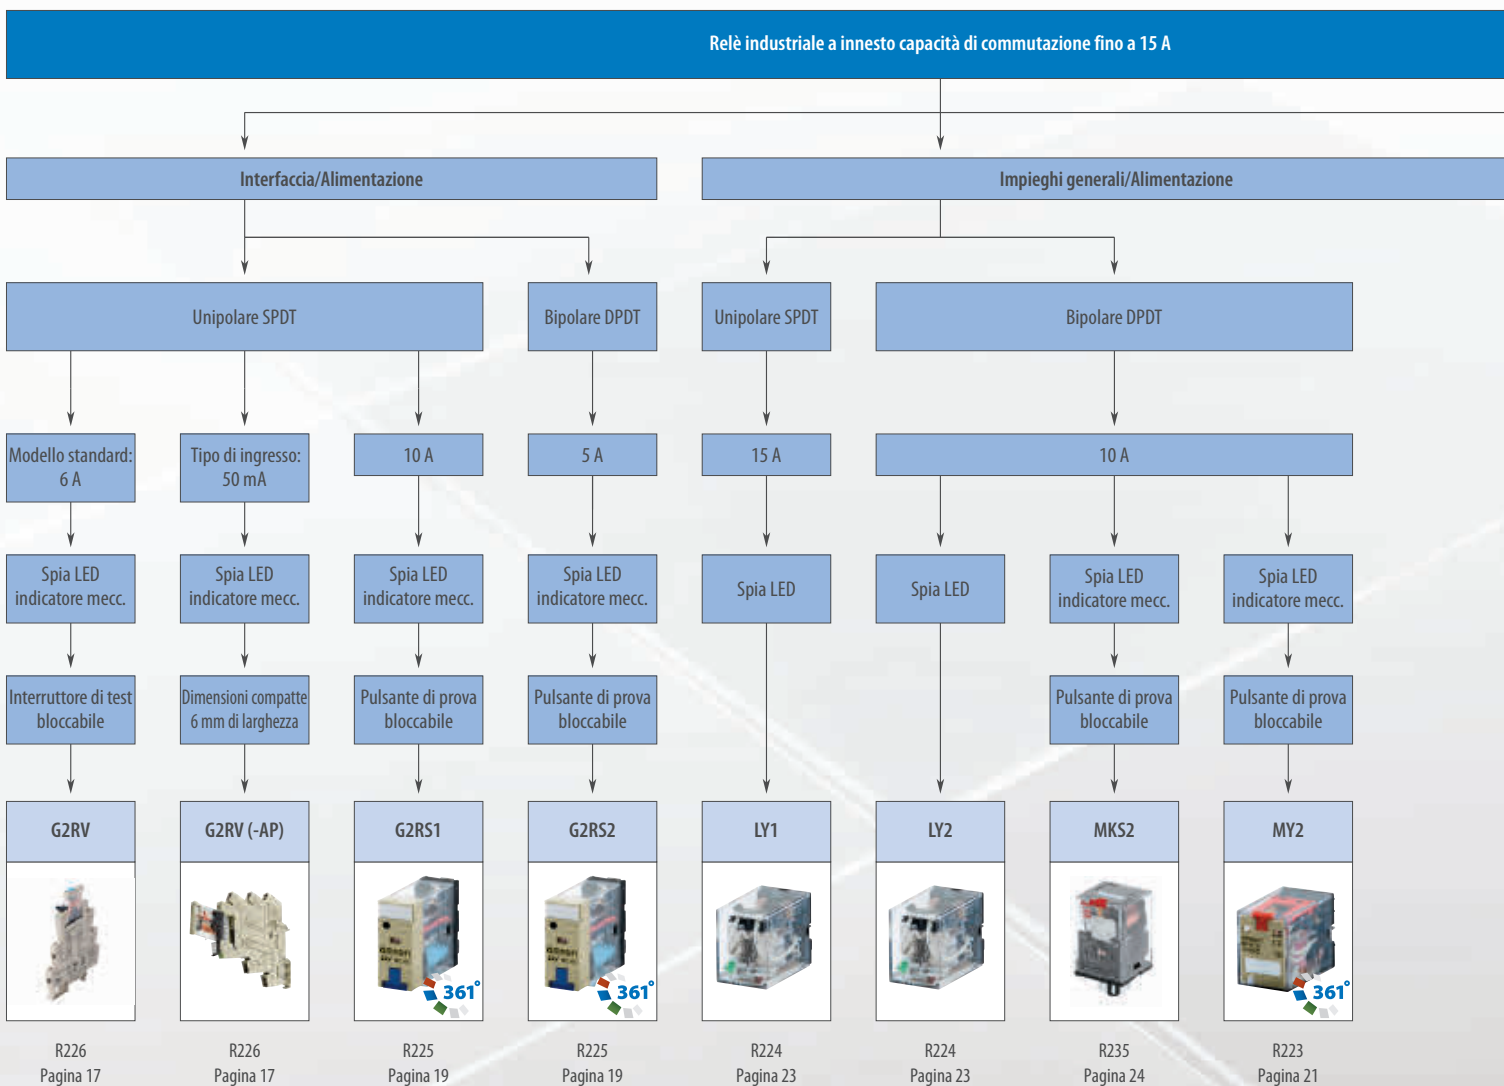 Relè industriale a innesto capacità di commutazione fino a 15 A
Interfaccia/Alimentazione
Impieghi generali/Alimentazione
Unipolare SPDT
Bipolare DPDT
Unipolare SPDT
Bipolare DPDT
Modello standard:
6 A
Tipo di ingresso:
50 mA
10 A
5 A
15 A
10 A
Spia LED
indicatore mecc.
Spia LED
indicatore mecc.
Spia LED
indicatore mecc.
Spia LED
indicatore mecc.
Spia LED
Spia LED
Spia LED
indicatore mecc.
Spia LED
indicatore mecc.
Interruttore di test
bloccabile
Dimensioni compatte
6 mm di larghezza
Pulsante di prova
bloccabile
Pulsante di prova
bloccabile
Pulsante di prova
bloccabile
Pulsante di prova
bloccabile
G2RV
G2RV (-AP)
G2RS1
G2RS2
LY1
LY2
MKS2
MY2
361°
361°
361°
R226
Pagina 17
R226
Pagina 17
R225
Pagina 19
R225
Pagina 19
R224
Pagina 23
R224
Pagina 23
R235
Pagina 24
R223
Pagina 21